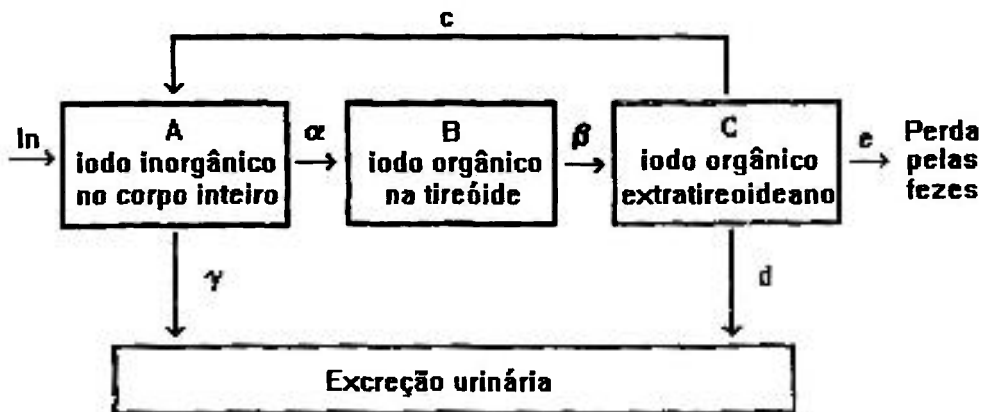 c
In
A
iodo inorgânico
no corpo inteiro
α
B
iodo orgânico
na tireóide
β
C
iodo orgânico
extratireoideano
e
Perda
pelas
fezes
γ
d
Excreção urinária